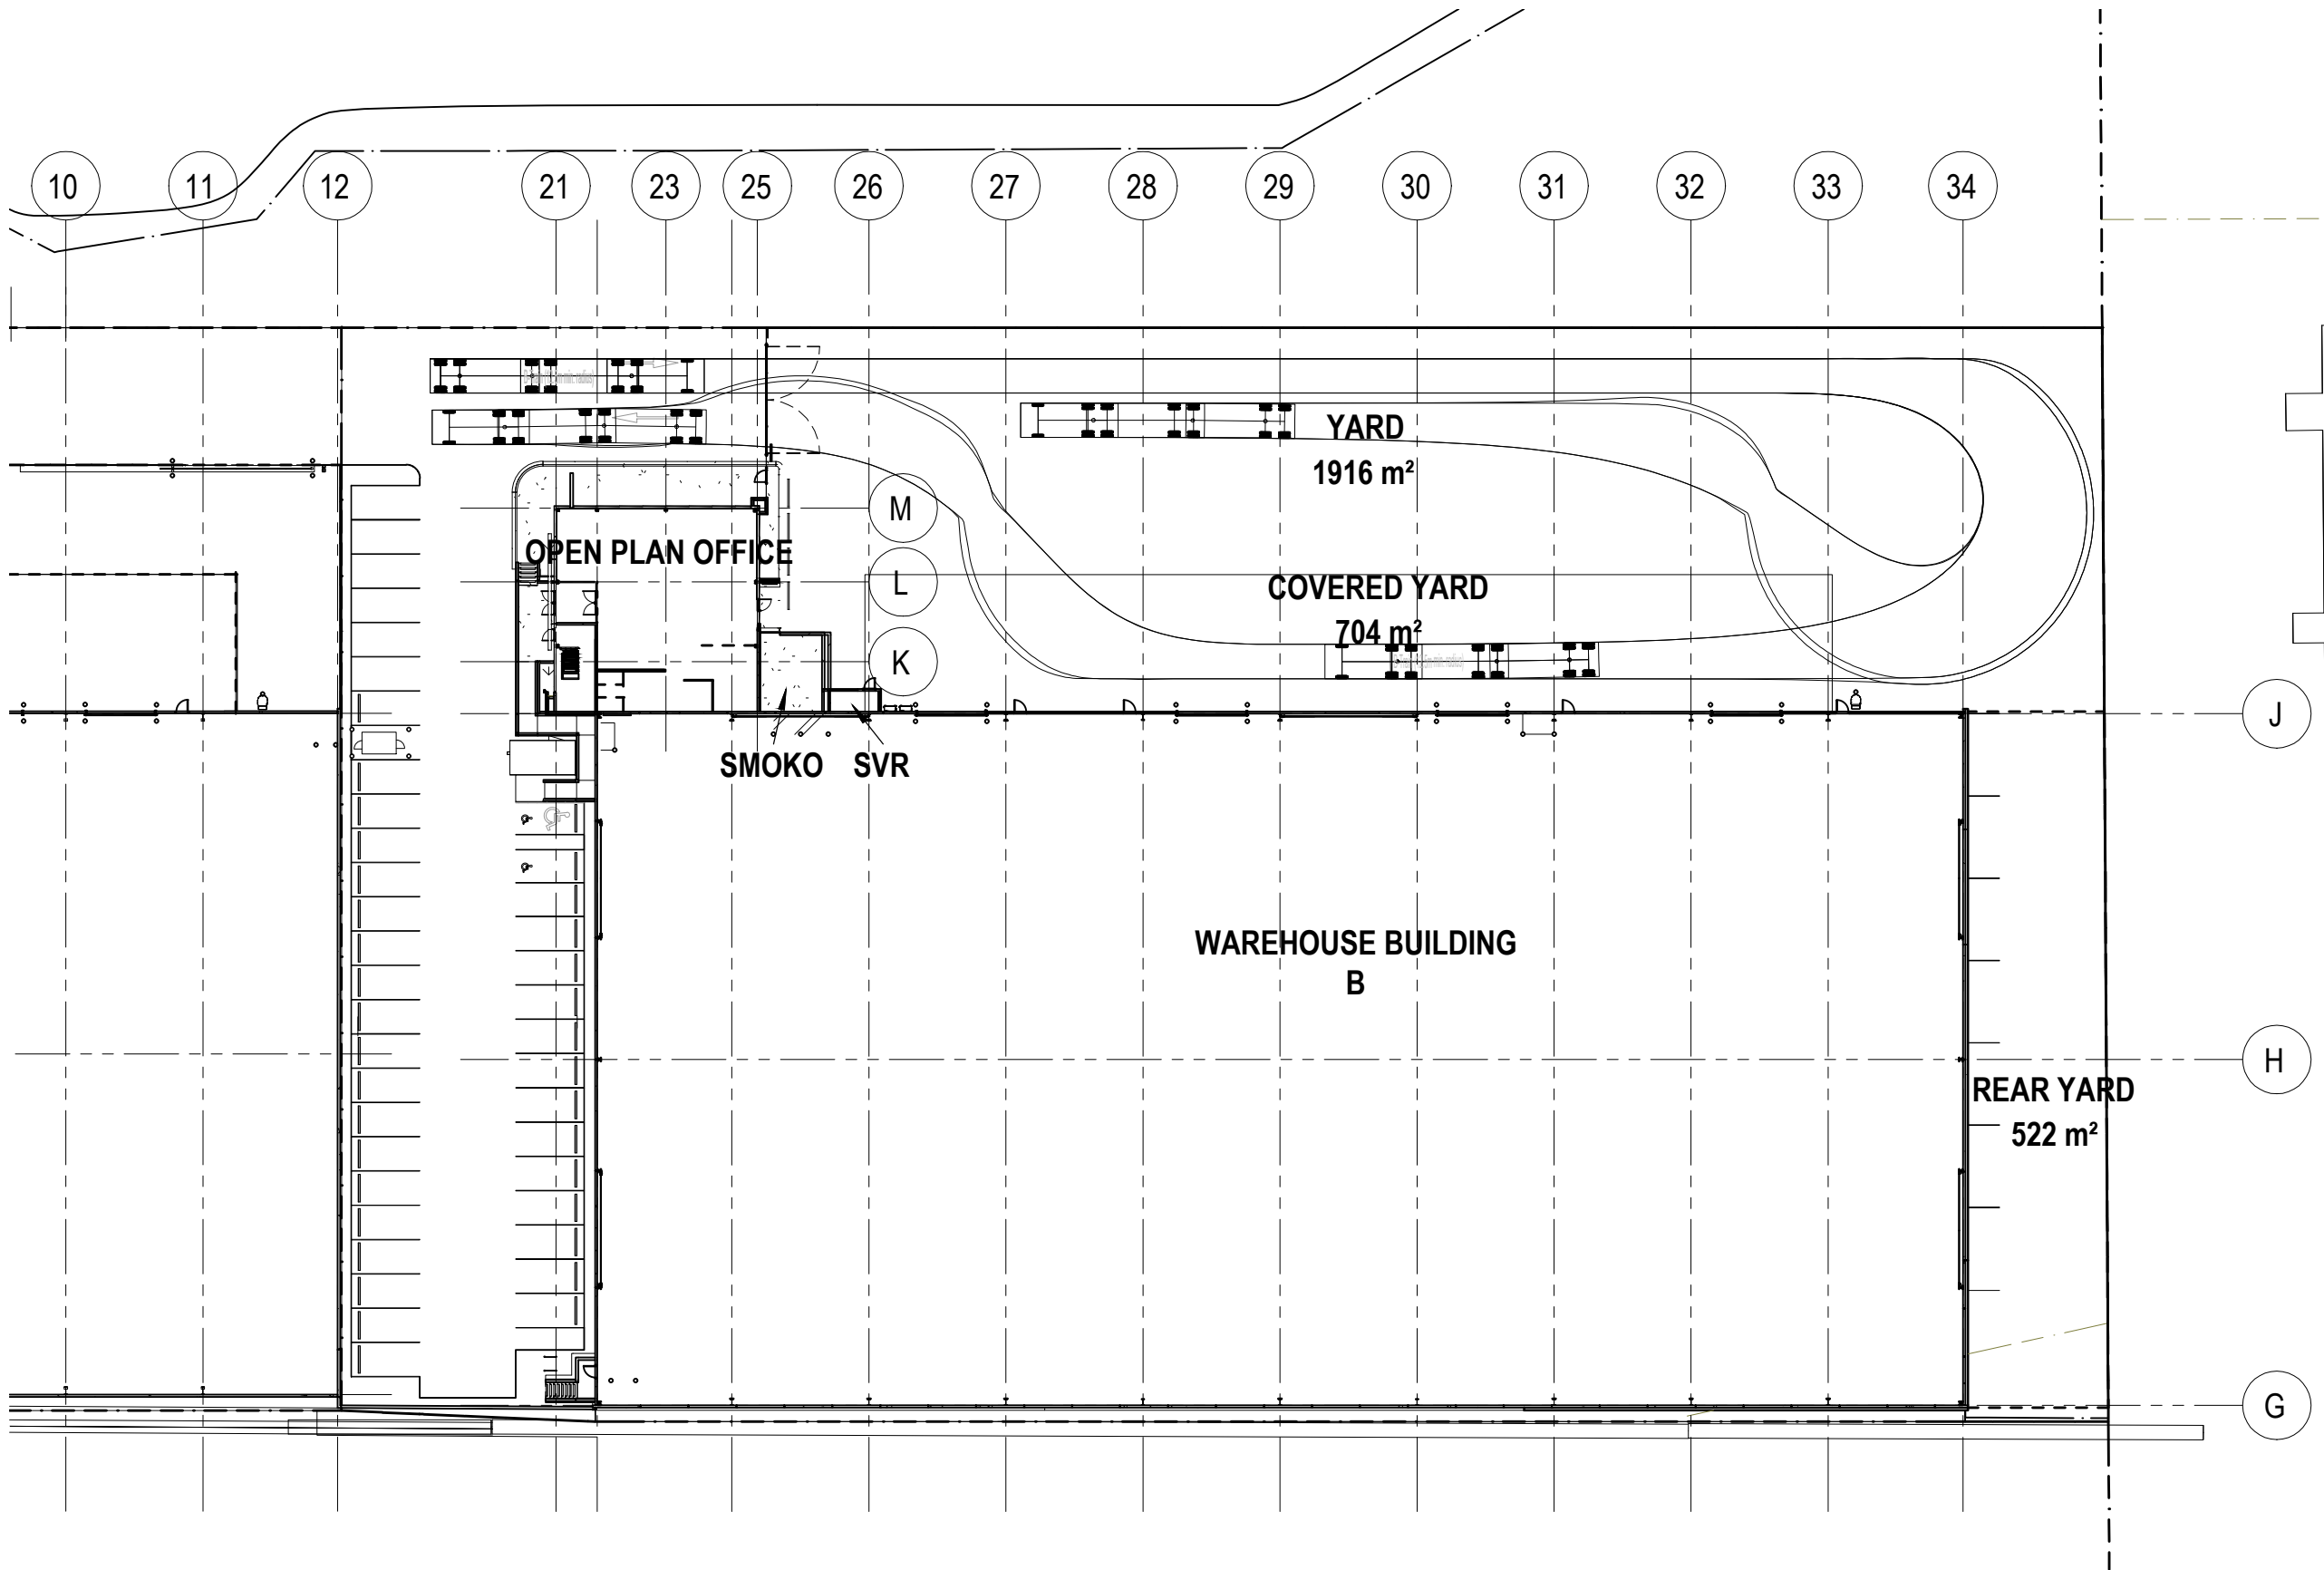 10 11 12 21 23 25 26 27 28 29 30 31 32 33 34
YARD
1916 m²
M
OPEN PLAN OFFICE
L
COVERED YARD
704 m²
K
J
SMOKO SVR
WAREHOUSE BUILDING
B
H
REAR YARD
522 m²
G